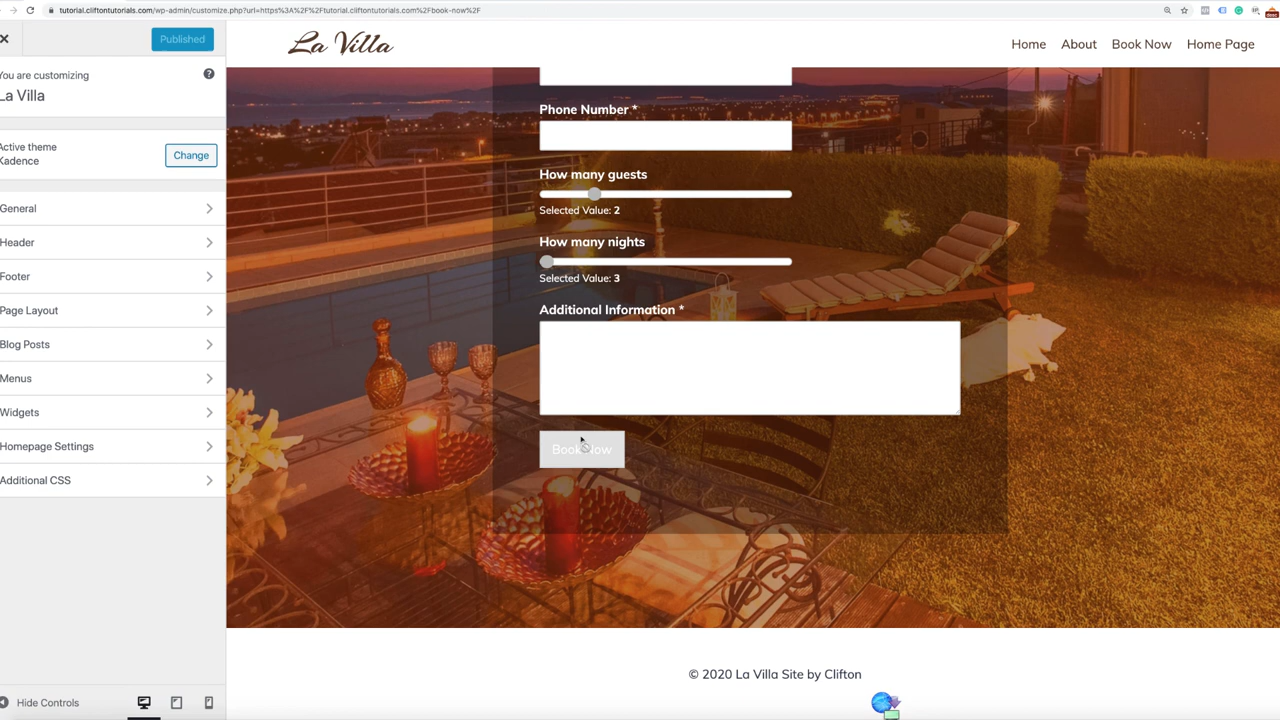 tutorial.cliftontutorials.com/wp-admin/customize.php?url=https%3A%2F%2Ftutorial.cliftontutorials.com%2Fbook-now%2F
Published
La Villa
Home
About
Book Now
Home Page
You are customizing
La Villa
Active theme
Kadence
Change
General
Header
Footer
Page Layout
Blog Posts
Menus
Widgets
Homepage Settings
Additional CSS
Hide Controls
Phone Number *
How many guests
Selected Value: 2
How many nights
Selected Value: 3
Additional Information *
Book Now
© 2020 La Villa Site by Clifton